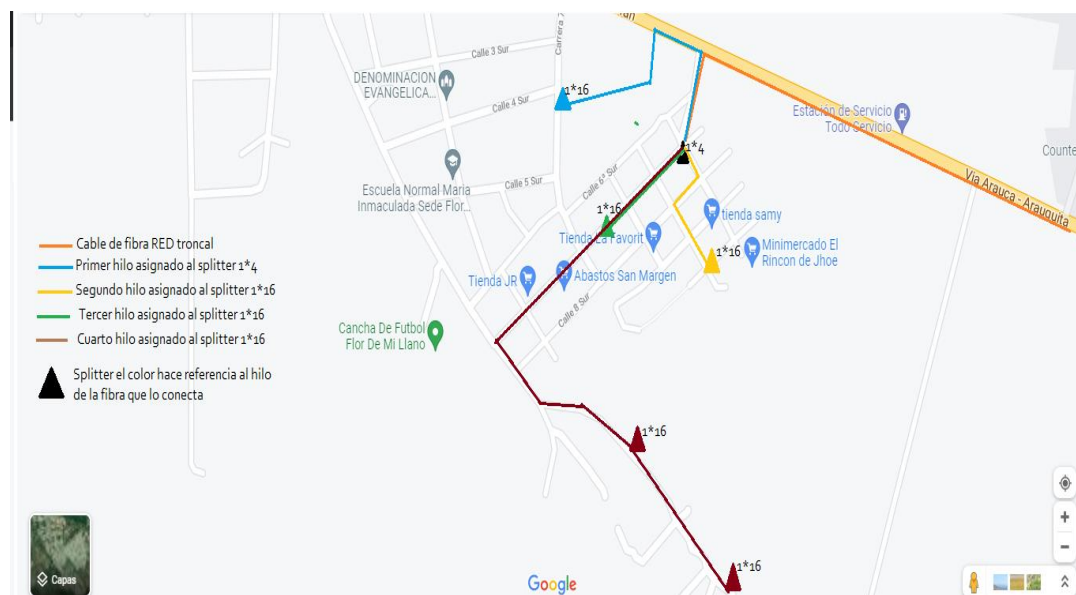 Calle 3 Sur
Carrera 7
DENOMINACION
EVANGELICA...
1*16
Calle 4 Sur
Estación de Servicio
Todo Servicio
1*4
Counte
Calle 6ª Sur
Vía Arauca - Arauquita
Escuela Normal Maria
Inmaculada Sede Flor...
Calle 5 Sur
1*16
tienda samy
Tienda La Favorit
Cable de fibra RED troncal
Primer hilo asignado al splitter 1*4
Segundo hilo asignado al splitter 1*16
Tercer hilo asignado al splitter 1*16
Cuarto hilo asignado al splitter 1*16
1*16
Minimercado El
Rincon de Jhoe
Tienda JR
Abastos San Margen
Calle 8 Sur
Cancha De Futbol
Flor De Mi Llano
Splitter el color hace referencia al hilo
de la fibra que lo conecta
1*16
1*16
Capas
Google